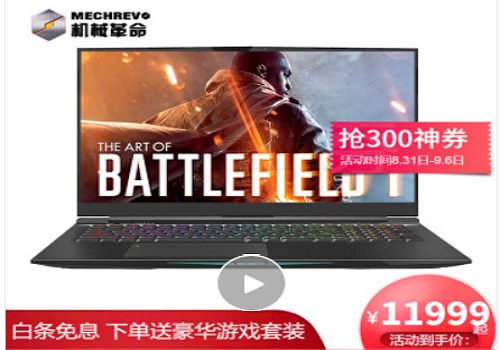 MECHREVO
机械革命
THE ART OF
BATTLEFIELD 1
抢300神券
活动时间8.31日-9.6日
白条免息 下单送豪华游戏套装
¥11999起
活动到手价: